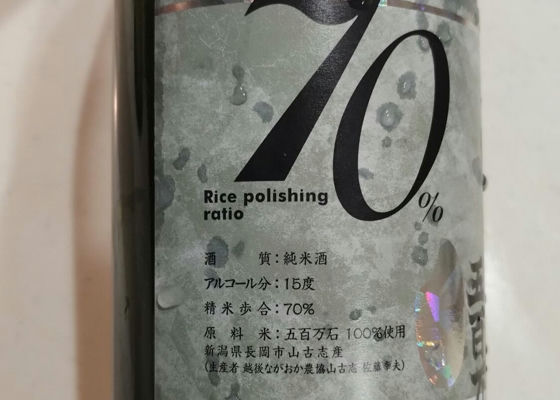 70%
Rice polishing
ratio
酒　質：純米酒
アルコール分：15度
精米歩合：70%
原料米：五百万石 100%使用
新潟県長岡市山古志産
(生産者 越後ながおか農協山古志 佐藤幸夫)
五百